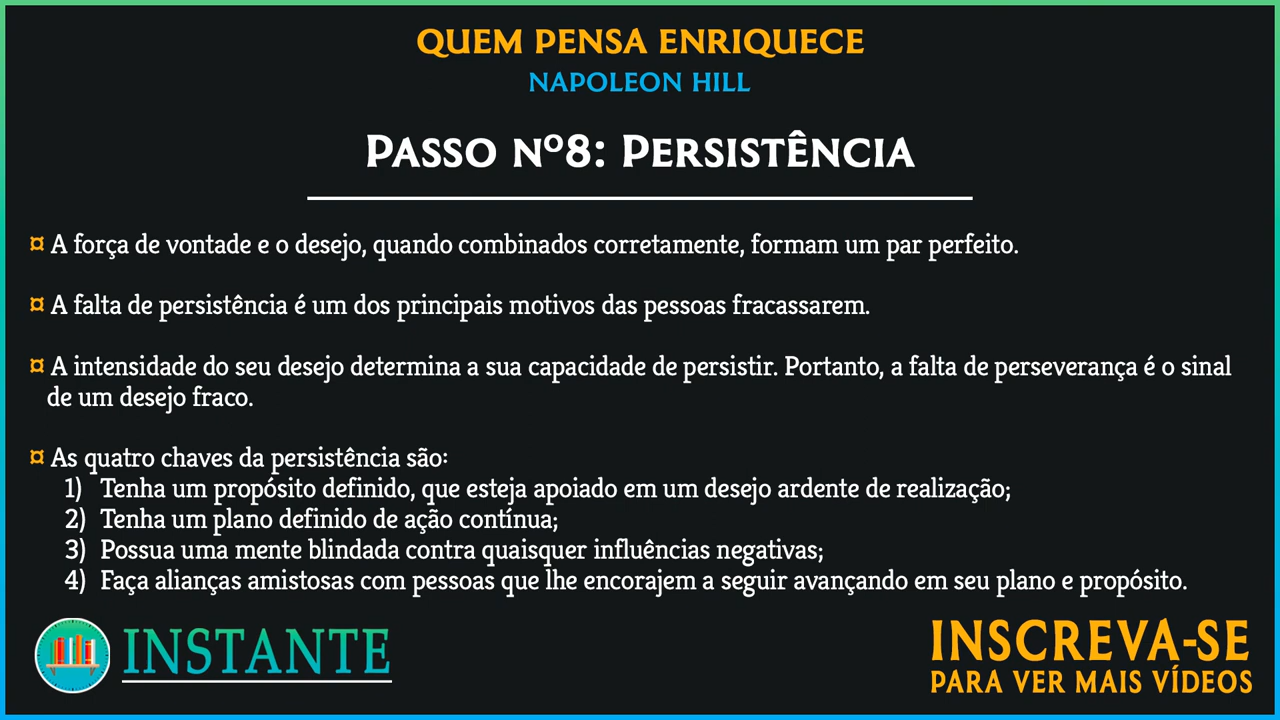 QUEM PENSA ENRIQUECE
NAPOLEON HILL
PASSO Nº8: PERSISTÊNCIA
¤ A força de vontade e o desejo, quando combinados corretamente, formam um par perfeito.
¤ A falta de persistência é um dos principais motivos das pessoas fracassarem.
¤ A intensidade do seu desejo determina a sua capacidade de persistir. Portanto, a falta de perseverança é o sinal
de um desejo fraco.
¤ As quatro chaves da persistência são:
1) Tenha um propósito definido, que esteja apoiado em um desejo ardente de realização;
2) Tenha um plano definido de ação contínua;
3) Possua uma mente blindada contra quaisquer influências negativas;
4) Faça alianças amistosas com pessoas que lhe encorajem a seguir avançando em seu plano e propósito.
INSTANTE
INSCREVA-SE
PARA VER MAIS VÍDEOS